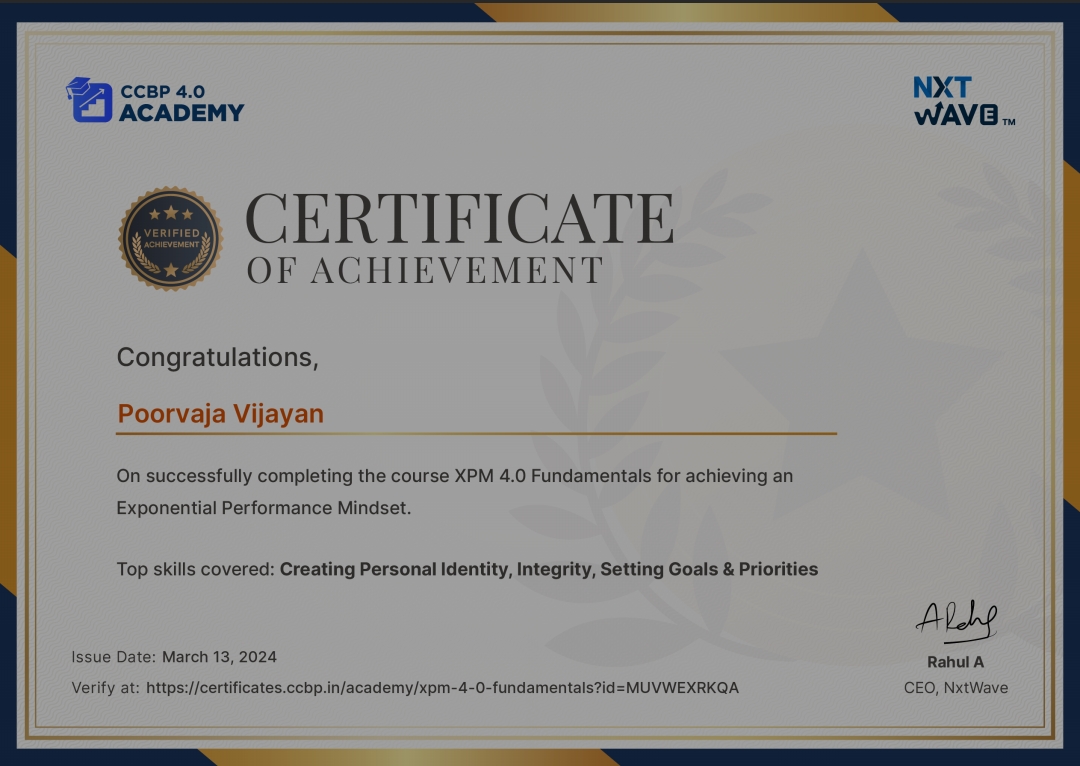 CCBP 4.0
ACADEMY
NXT
WAVE TM
VERIFIED
ACHIEVEMENT
CERTIFICATE
OF ACHIEVEMENT
Congratulations,
Poorvaja Vijayan
On successfully completing the course XPM 4.0 Fundamentals for achieving an
Exponential Performance Mindset.
Top skills covered: Creating Personal Identity, Integrity, Setting Goals & Priorities
Rahul A
CEO, NxtWave
Issue Date: March 13, 2024
Verify at: https://certificates.ccbp.in/academy/xpm-4-0-fundamentals?id=MUVWEXRKQA